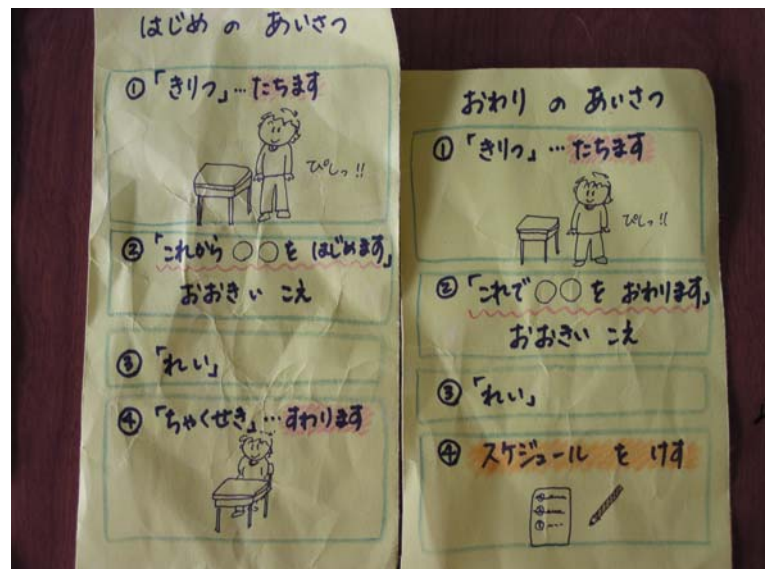 はじめ の あいさつ
①「きりつ」…たちます
ぴしっ!!
②「これから ○○を はじめます」
おおきい こえ
③「れい」
④「ちゃくせき」…すわります
おわり の あいさつ
①「きりつ」…たちます
ぴしっ!!
②「これで ○○ を おわります」
おおきい こえ
③「れい」
④ スケジュール を けす